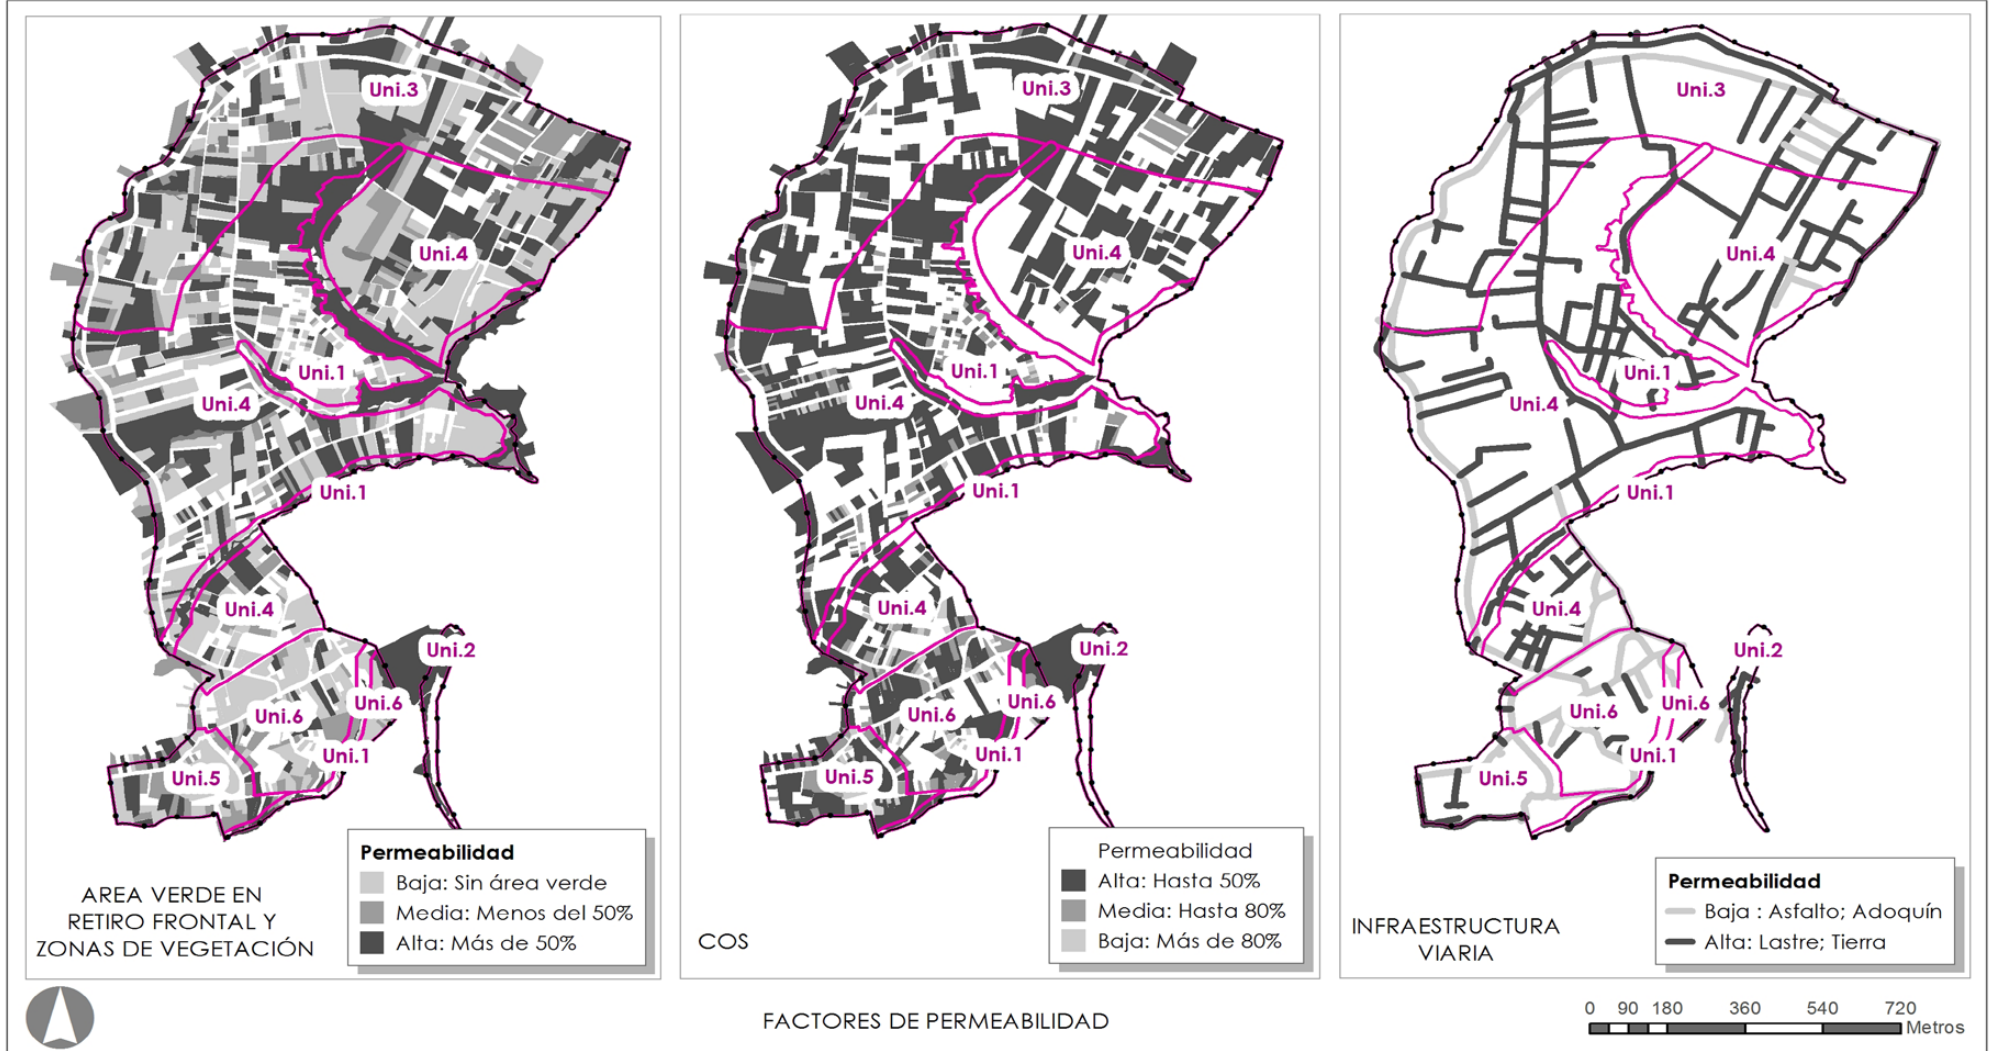 Uni.3
Uni.4
Uni.1
Uni.4
Uni.1
Uni.4
Uni.2
Uni.6
Uni.6
Uni.1
Uni.5
AREA VERDE EN
RETIRO FRONTAL Y
ZONAS DE VEGETACIÓN
Permeabilidad
Baja: Sin área verde
Media: Menos del 50%
Alta: Más de 50%
Uni.3
Uni.4
Uni.1
Uni.4
Uni.1
Uni.4
Uni.2
Uni.6
Uni.6
Uni.1
Uni.5
COS
Permeabilidad
Alta: Hasta 50%
Media: Hasta 80%
Baja: Más de 80%
Uni.3
Uni.4
Uni.1
Uni.4
Uni.1
Uni.4
Uni.2
Uni.6
Uni.6
Uni.1
Uni.5
INFRAESTRUCTURA
VIARIA
Permeabilidad
Baja : Asfalto; Adoquín
Alta: Lastre; Tierra
FACTORES DE PERMEABILIDAD
0 90 180 360 540 720
Metros